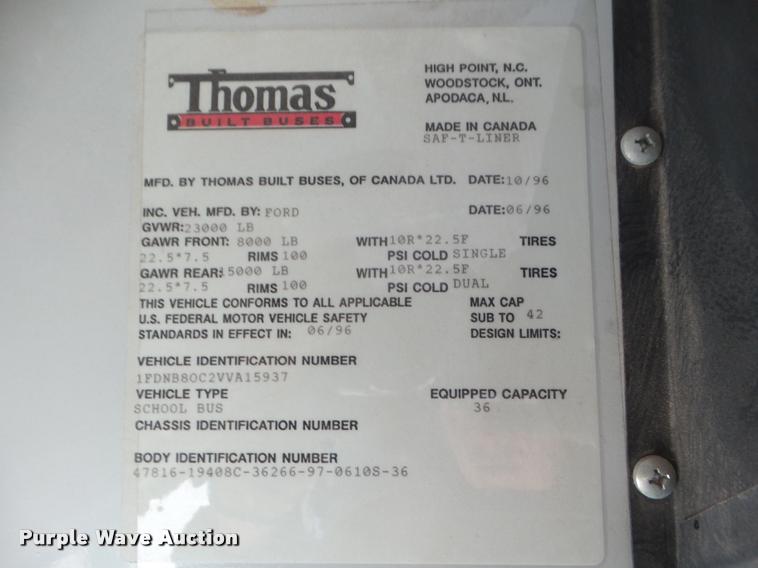 Thomas
BUILT BUSES
HIGH POINT, N.C.
WOODSTOCK, ONT.
APODACA, N.L.
MADE IN CANADA
SAF-T-LINER
MFD. BY THOMAS BUILT BUSES, OF CANADA LTD. DATE:10/96
INC. VEH. MFD. BY: FORD DATE:06/96
GVWR:23000 LB
GAWR FRONT: 8000 LB WITH 10R*22.5F TIRES
22.5*7.5 RIMS 100 PSI COLD SINGLE
GAWR REAR:15000 LB WITH 10R*22.5F TIRES
22.5*7.5 RIMS 100 PSI COLD DUAL
THIS VEHICLE CONFORMS TO ALL APPLICABLE MAX CAP
U.S. FEDERAL MOTOR VEHICLE SAFETY SUB TO 42
STANDARDS IN EFFECT IN: 06/96 DESIGN LIMITS:
VEHICLE IDENTIFICATION NUMBER
1FDNB80C2VVA15937
VEHICLE TYPE EQUIPPED CAPACITY
SCHOOL BUS 36
CHASSIS IDENTIFICATION NUMBER
BODY IDENTIFICATION NUMBER
47816-19408C-36266-97-0610S-36
Purple Wave Auction